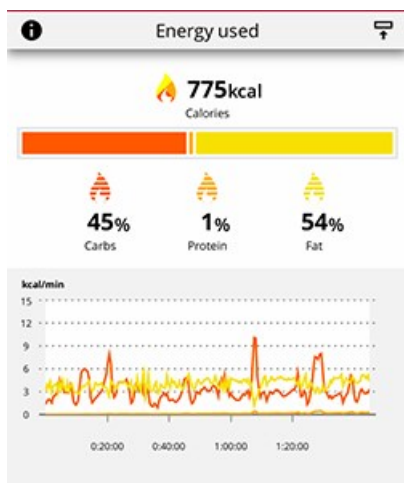 Energy used
775kcal
Calories
45% 1% 54%
Carbs Protein Fat
kcal/min
15
12
9
6
3
0
0:20:00 0:40:00 1:00:00 1:20:00